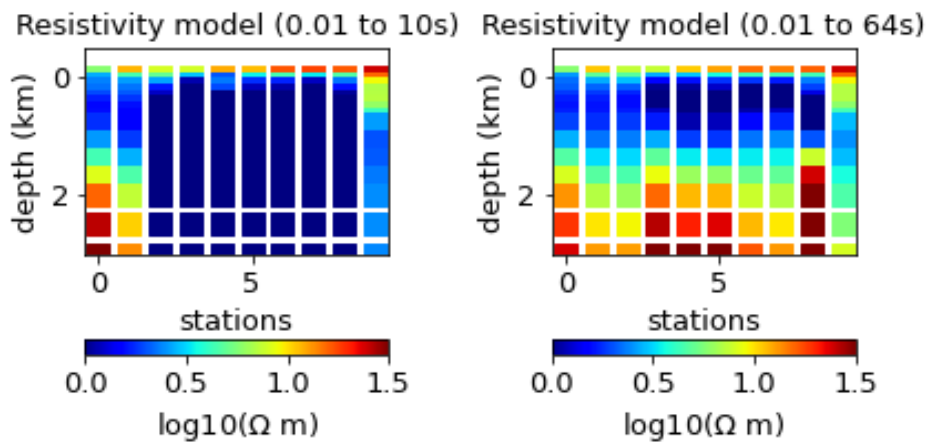 Resistivity model (0.01 to 10s)
0
2
depth (km)
0 5
stations
0.0 0.5 1.0 1.5
log10(Ω m)
Resistivity model (0.01 to 64s)
0
2
depth (km)
0 5
stations
0.0 0.5 1.0 1.5
log10(Ω m)